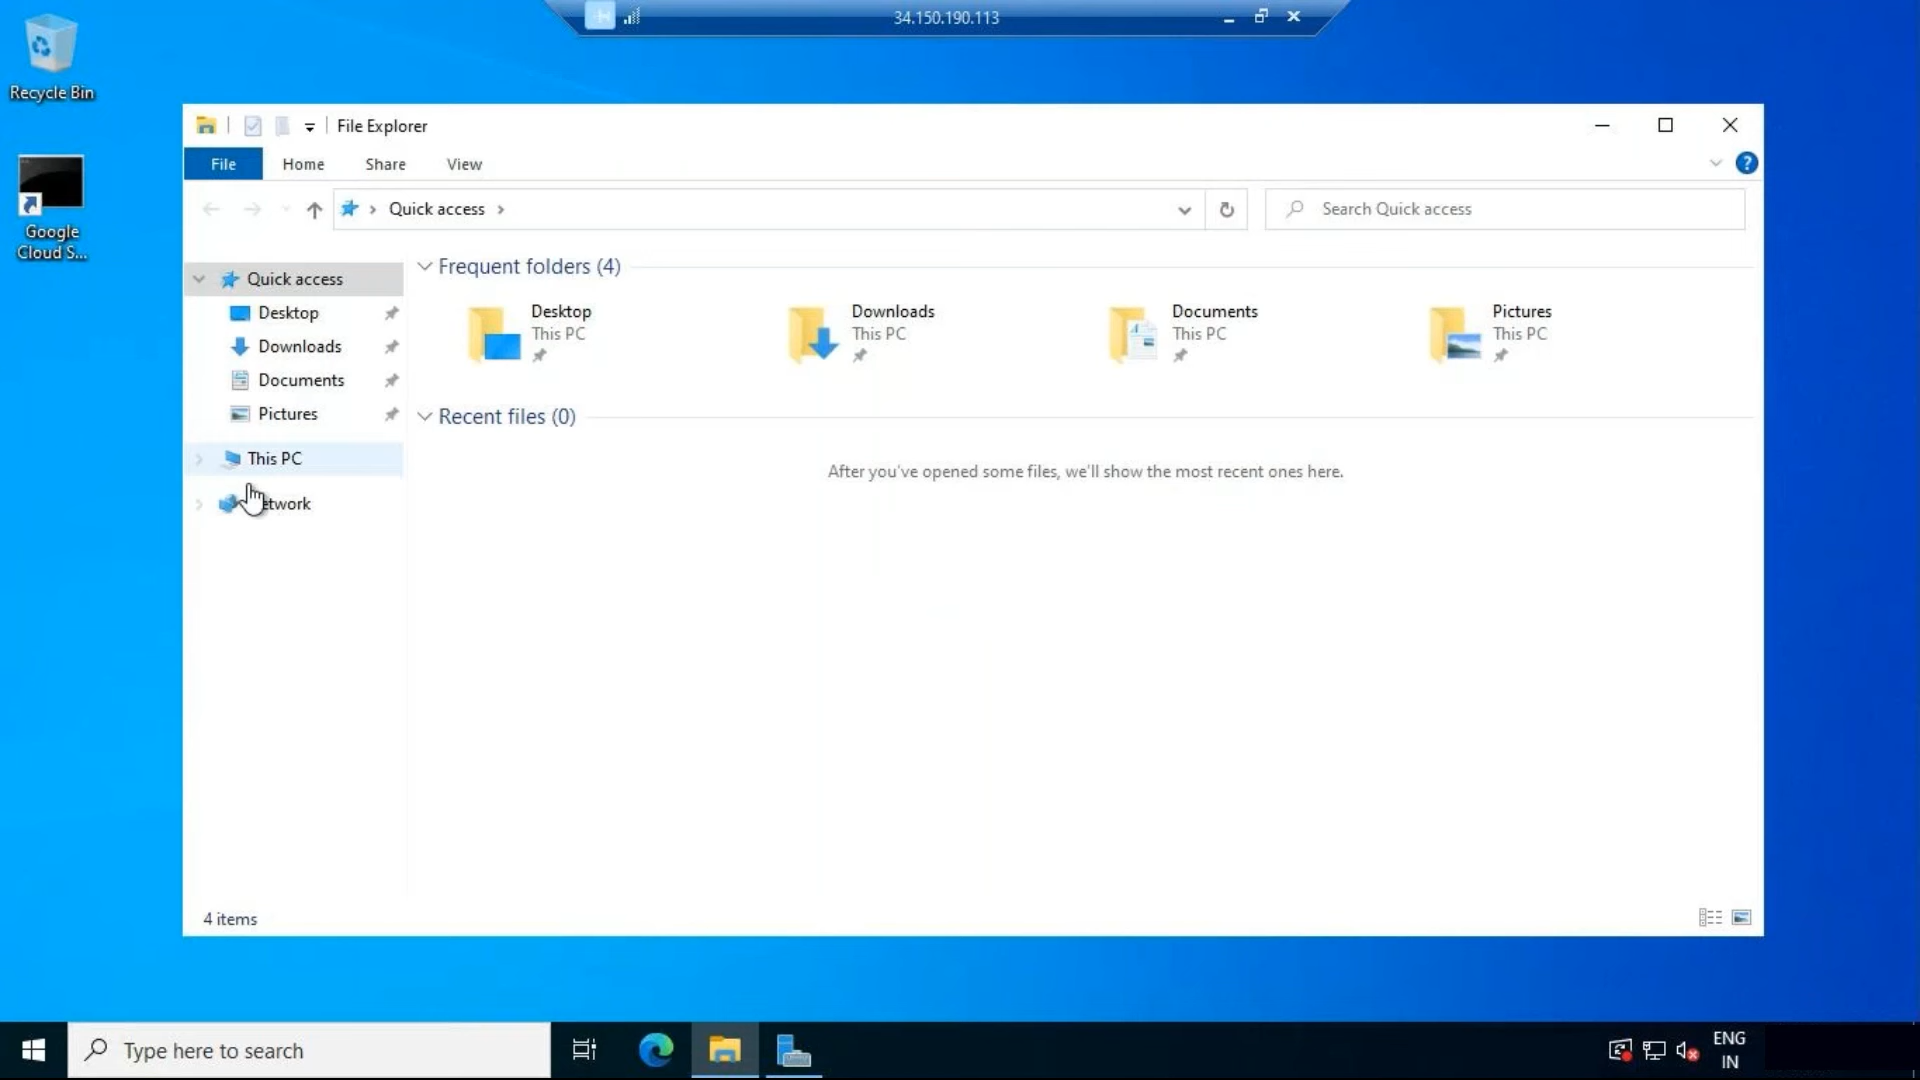 34.150.190.113
Recycle Bin
Google
Cloud S...
File Explorer
File Home Share View
Quick access
Search Quick access
Quick access
Desktop
Downloads
Documents
Pictures
This PC
etwork
Frequent folders (4)
Desktop
This PC
Downloads
This PC
Documents
This PC
Pictures
This PC
Recent files (0)
After you've opened some files, we'll show the most recent ones here.
4 items
Type here to search
ENG
IN